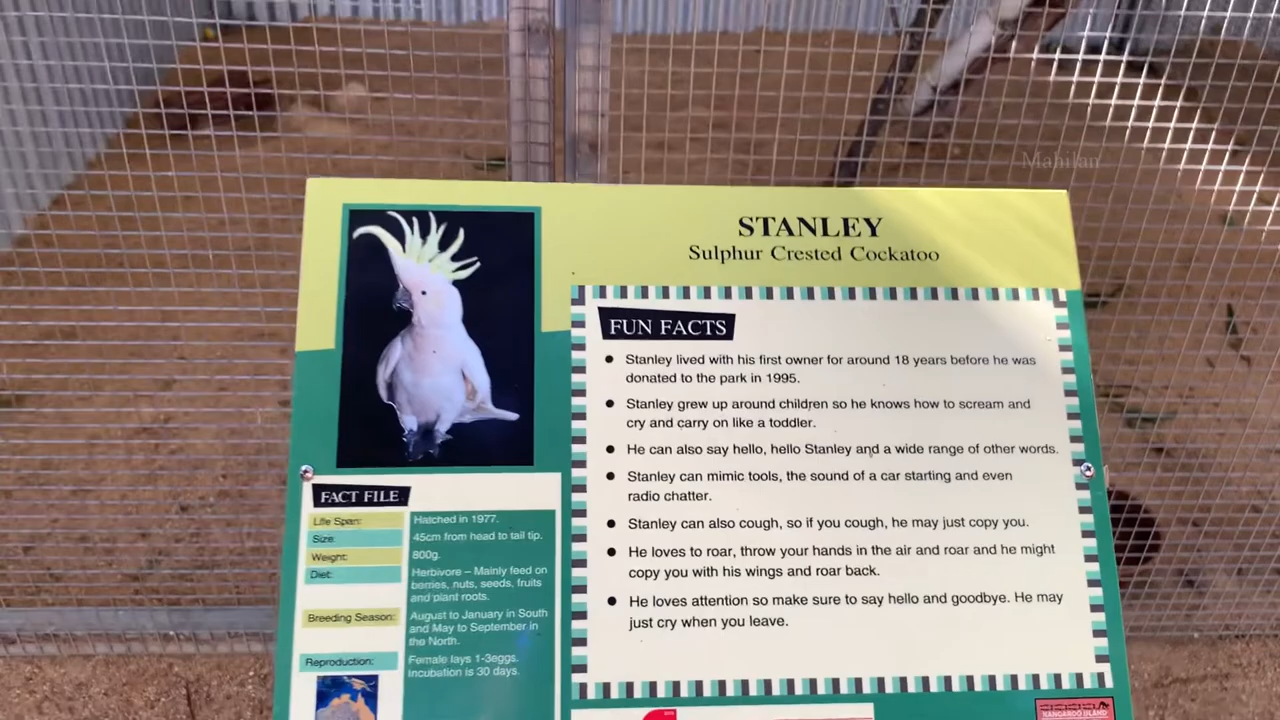 Mahilan
STANLEY
Sulphur Crested Cockatoo
FUN FACTS
● Stanley lived with his first owner for around 18 years before he was
donated to the park in 1995.
● Stanley grew up around children so he knows how to scream and
cry and carry on like a toddler.
● He can also say hello, hello Stanley and a wide range of other words.
● Stanley can mimic tools, the sound of a car starting and even
radio chatter.
● Stanley can also cough, so if you cough, he may just copy you.
● He loves to roar, throw your hands in the air and roar and he might
copy you with his wings and roar back.
● He loves attention so make sure to say hello and goodbye. He may
just cry when you leave.
FACT FILE
Life Span: Hatched in 1977.
Size: 45cm from head to tail tip.
Weight: 800g.
Diet: Herbivore – Mainly feed on
berries, nuts, seeds, fruits
and plant roots.
Breeding Season: August to January in South
and May to September in
the North.
Reproduction: Female lays 1-3eggs.
Incubation is 30 days.
KANGAROO ISLAND